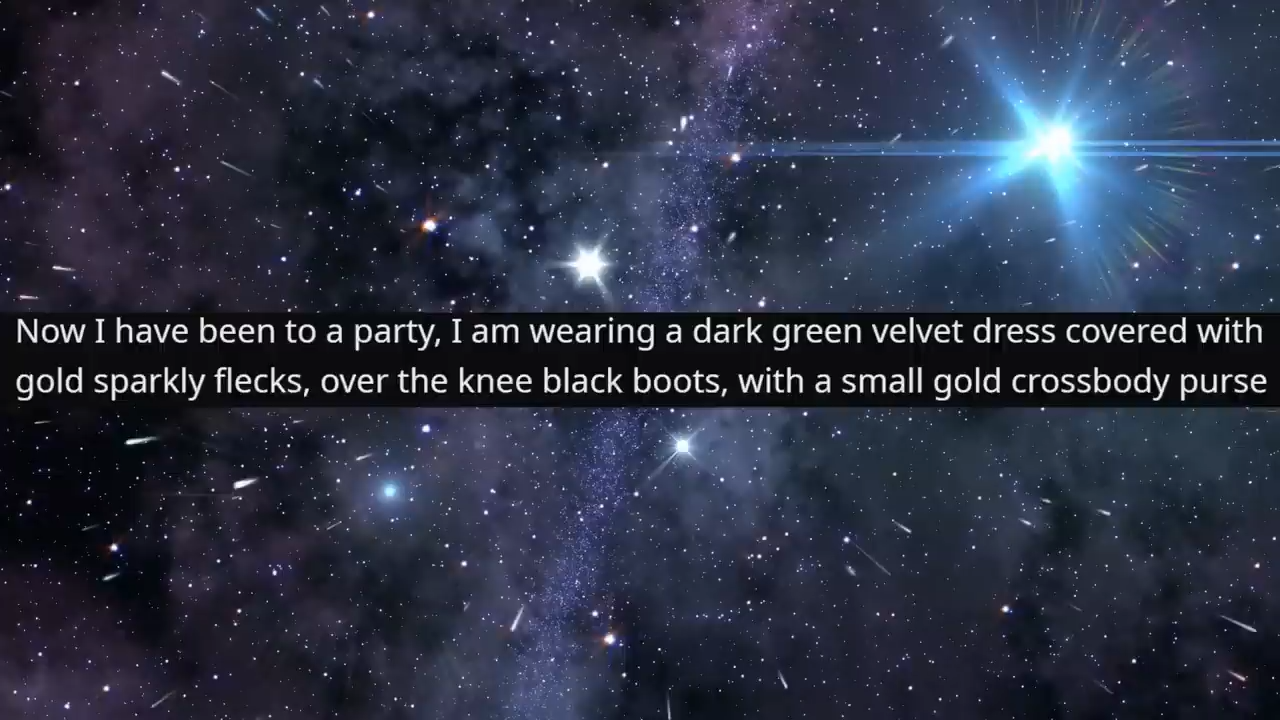 Now I have been to a party, I am wearing a dark green velvet dress covered with
gold sparkly flecks, over the knee black boots, with a small gold crossbody purse